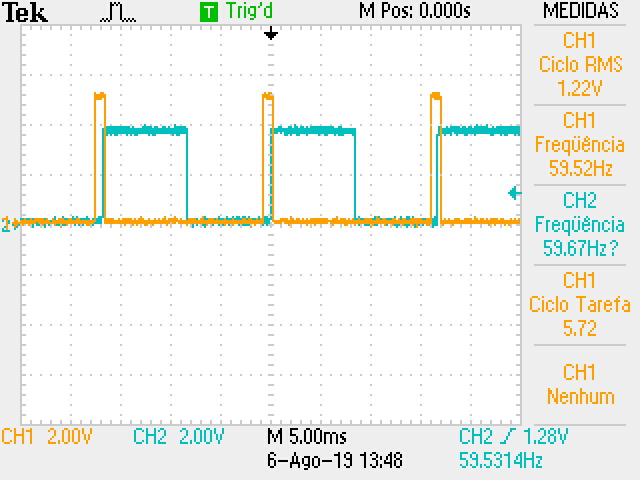 Tek T Trig'd M Pos: 0.000s MEDIDAS
CH1
Ciclo RMS
1.22V
CH1
Freqüência
59.52Hz
CH2
Freqüência
59.67Hz?
CH1
Ciclo Tarefa
5.72
CH1
Nenhum
CH1 2.00V CH2 2.00V M 5.00ms CH2 1.28V
6-Ago-19 13:48 59.5314Hz